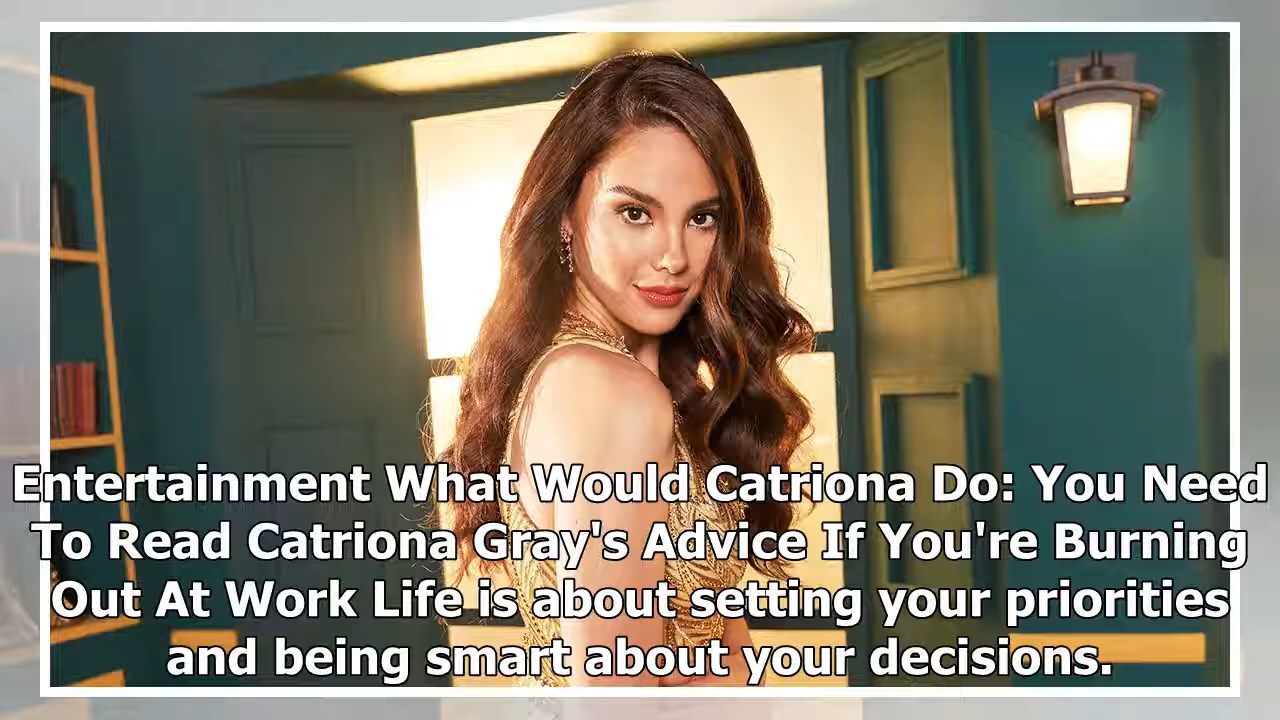 Entertainment What Would Catriona Do: You Need
To Read Catriona Gray's Advice If You're Burning
Out At Work Life is about setting your priorities
and being smart about your decisions.